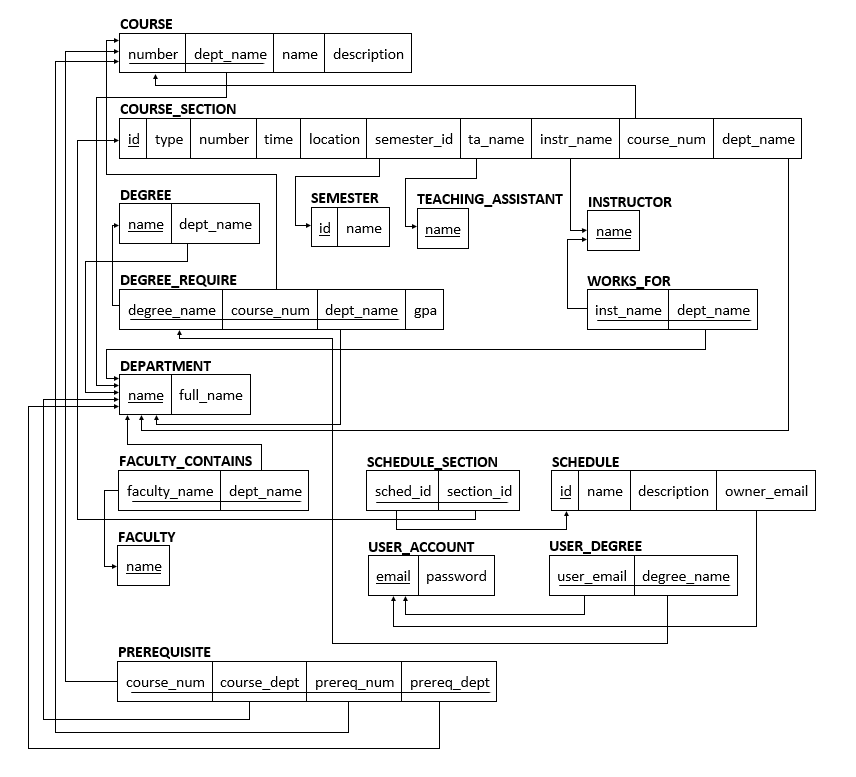 COURSE
number dept_name name description
COURSE_SECTION
id type number time location semester_id ta_name instr_name course_num dept_name
DEGREE
name dept_name
SEMESTER
id name
TEACHING_ASSISTANT
name
INSTRUCTOR
name
DEGREE_REQUIRE
degree_name course_num dept_name gpa
WORKS_FOR
inst_name dept_name
DEPARTMENT
name full_name
FACULTY_CONTAINS
faculty_name dept_name
SCHEDULE_SECTION
sched_id section_id
SCHEDULE
id name description owner_email
FACULTY
name
USER_ACCOUNT
email password
USER_DEGREE
user_email degree_name
PREREQUISITE
course_num course_dept prereq_num prereq_dept